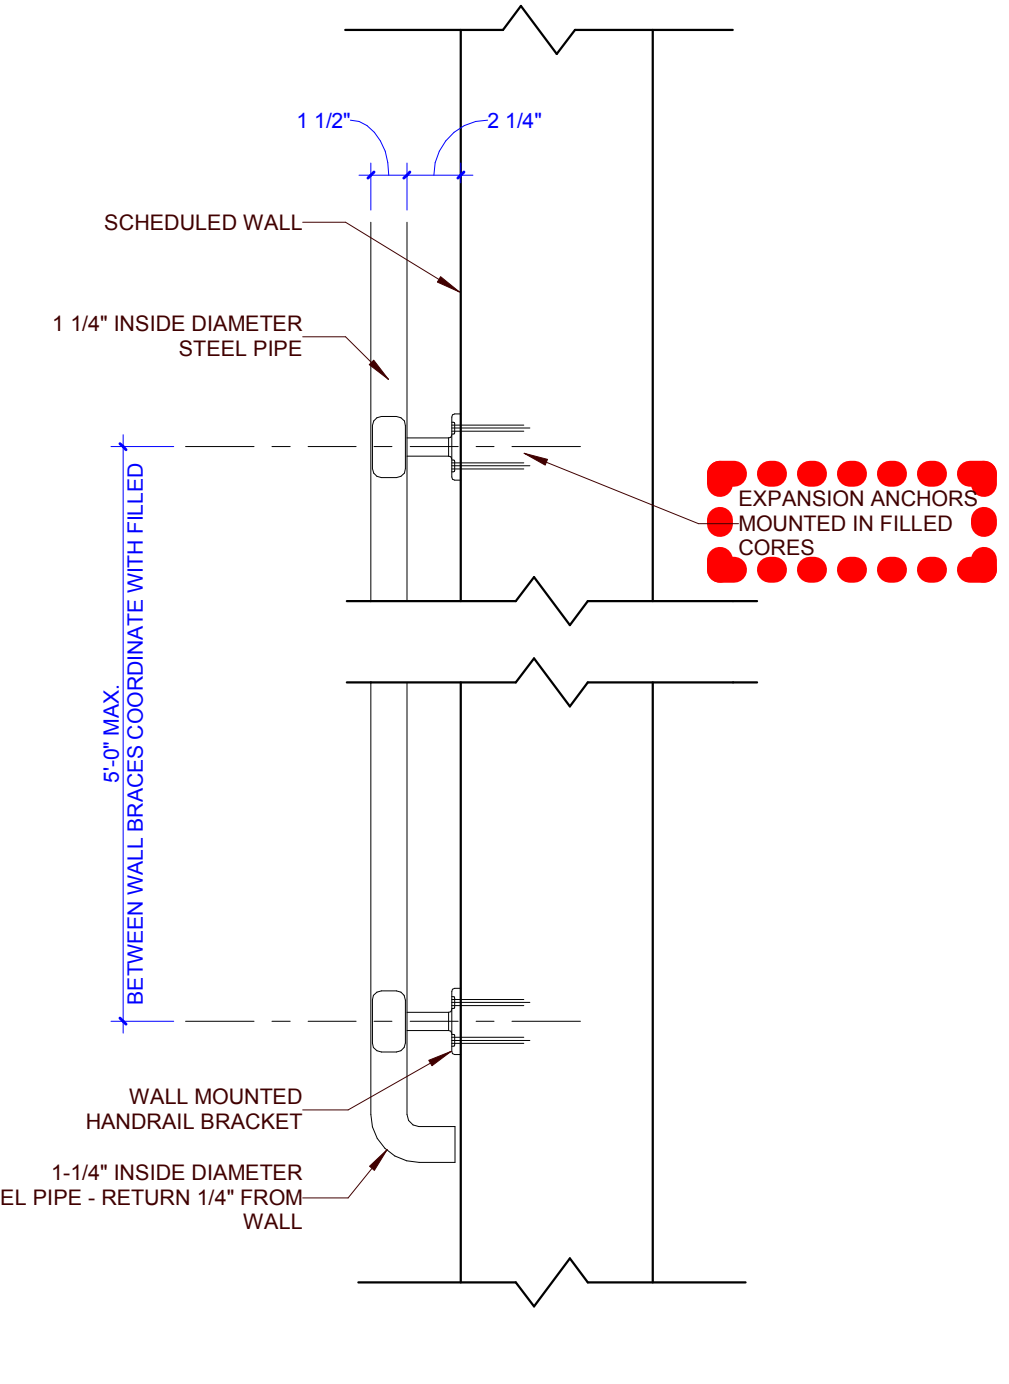 1 1/2"
2 1/4"
SCHEDULED WALL
1 1/4" INSIDE DIAMETER
STEEL PIPE
EXPANSION ANCHORS
MOUNTED IN FILLED
CORES
5'-0" MAX.
BETWEEN WALL BRACES COORDINATE WITH FILLED
WALL MOUNTED
HANDRAIL BRACKET
1-1/4" INSIDE DIAMETER
EL PIPE - RETURN 1/4" FROM
WALL